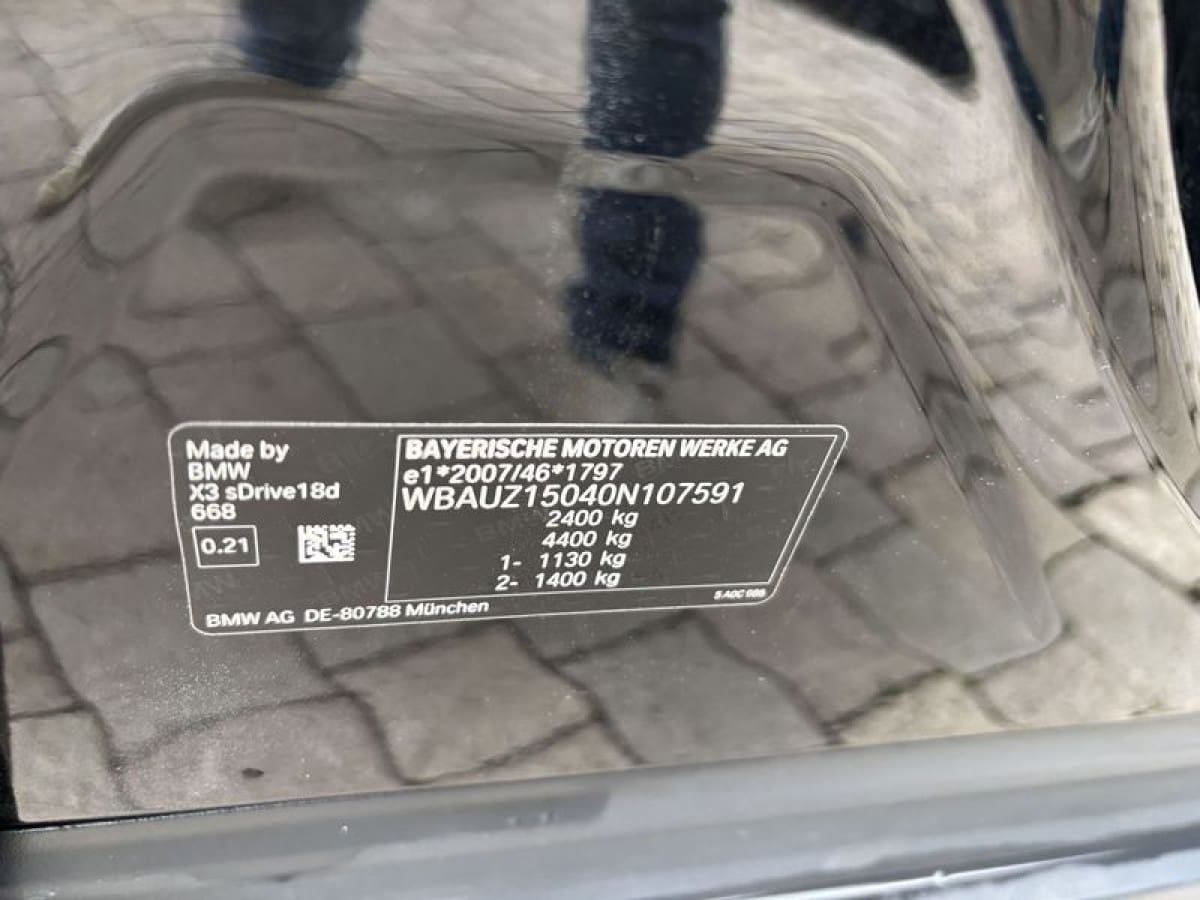 Made by
BMW
X3 sDrive18d
668
0.21
BAYERISCHE MOTOREN WERKE AG
e1*2007/46*1797
WBAUZ15040N107591
2400 kg
4400 kg
1- 1130 kg
2- 1400 kg
BMW AG DE-80788 München